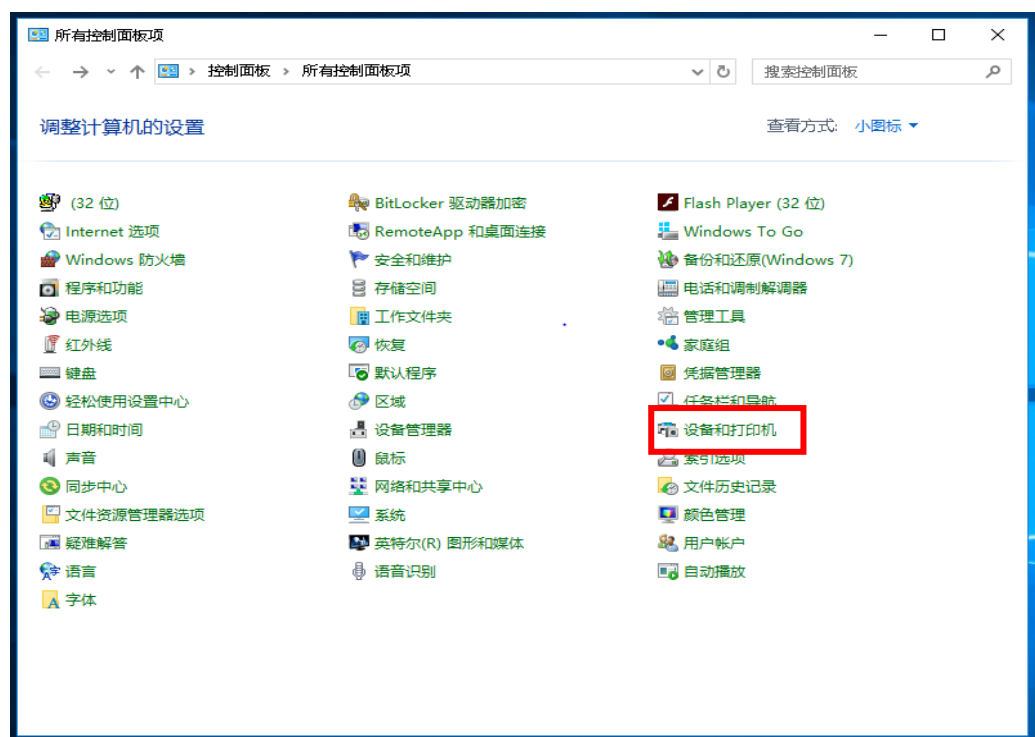 所有控制面板项
控制面板 > 所有控制面板项
搜索控制面板
调整计算机的设置
查看方式: 小图标
(32 位)
BitLocker 驱动器加密
Flash Player (32 位)
Internet 选项
RemoteApp 和桌面连接
Windows To Go
Windows 防火墙
安全和维护
备份和还原(Windows 7)
程序和功能
存储空间
电话和调制解调器
电源选项
工作文件夹
管理工具
红外线
恢复
家庭组
键盘
默认程序
凭据管理器
轻松使用设置中心
区域
任务栏和导航
日期和时间
设备管理器
设备和打印机
声音
鼠标
索引选项
同步中心
网络和共享中心
文件历史记录
文件资源管理器选项
系统
颜色管理
疑难解答
英特尔(R) 图形和媒体
用户帐户
语言
语音识别
自动播放
字体